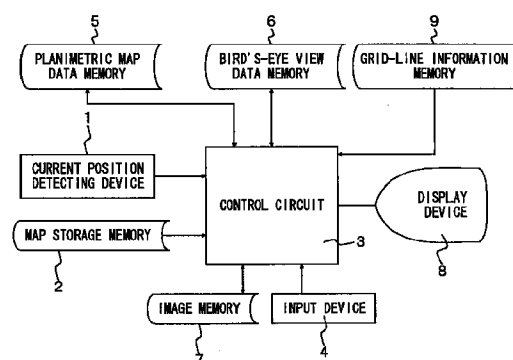 5
PLANIMETRIC MAP
DATA MEMORY
6
BIRD'S-EYE VIEW
DATA MEMORY
9
GRID-LINE INFORMATION
MEMORY
1
CURRENT POSITION
DETECTING DEVICE
CONTROL CIRCUIT
3
DISPLAY
DEVICE
8
MAP STORAGE MEMORY
2
IMAGE MEMORY
7
INPUT DEVICE
4